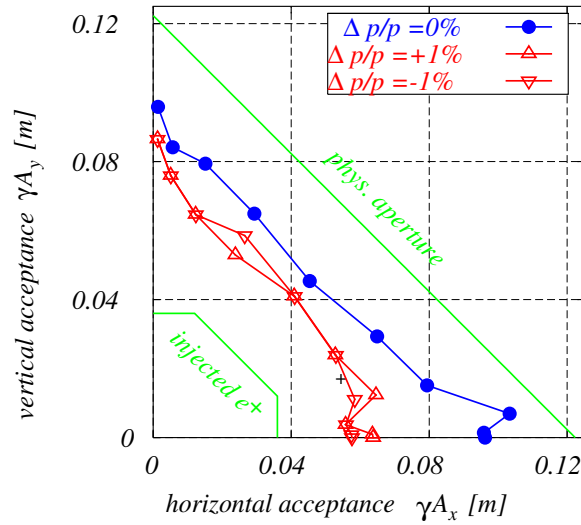 0.12
Δ p/p =0%
Δ p/p =+1%
Δ p/p =-1%
phys. aperture
0.08
vertical acceptance γA_y [m]
0.04
injected e+
0
0 0.04 0.08 0.12
horizontal acceptance γA_x [m]